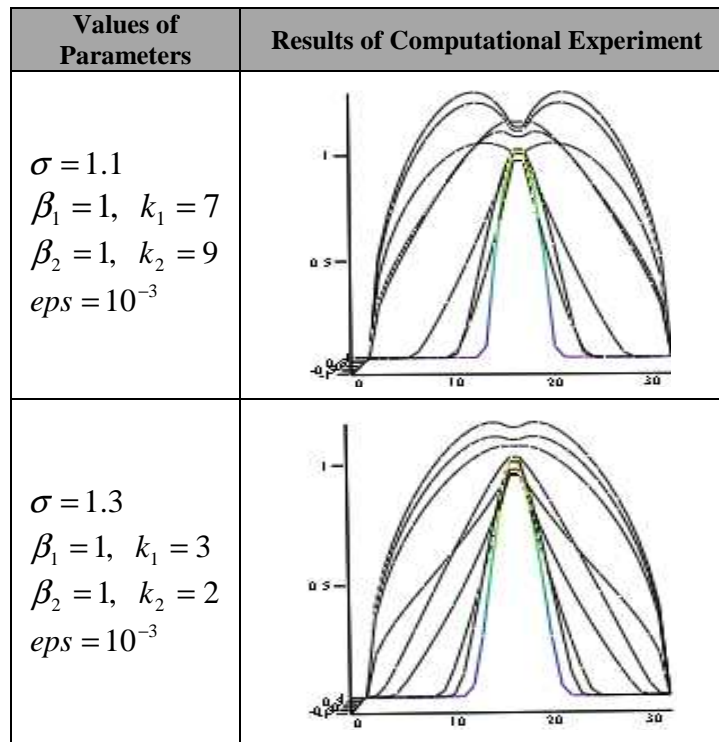 Values of
Parameters
Results of Computational Experiment
σ = 1.1
β₁ = 1, k₁ = 7
β₂ = 1, k₂ = 9
eps = 10⁻³
1
0 5
0
10
20
30
σ = 1.3
β₁ = 1, k₁ = 3
β₂ = 1, k₂ = 2
eps = 10⁻³
1
0 5
0
10
20
30